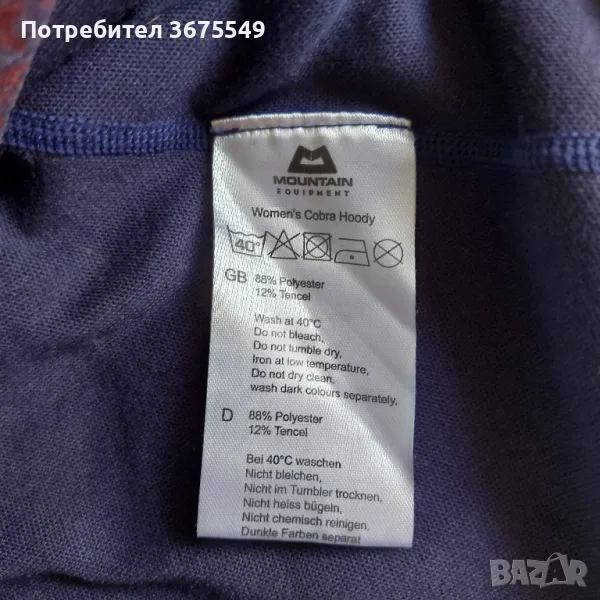 Потребител 3675549
MOUNTAIN
EQUIPMENT
Women's Cobra Hoody
40°
GB 88% Polyester
12% Tencel
Wash at 40°C
Do not bleach,
Do not tumble dry,
Iron at low temperature,
Do not dry clean,
wash dark colours separately.
D 88% Polyester
12% Tencel
Bei 40°C waschen
Nicht bleichen,
Nicht im Tumbler trocknen,
Nicht heiss bügeln,
Nicht chemisch reinigen,
Dunkle Farben separat
BAZAR